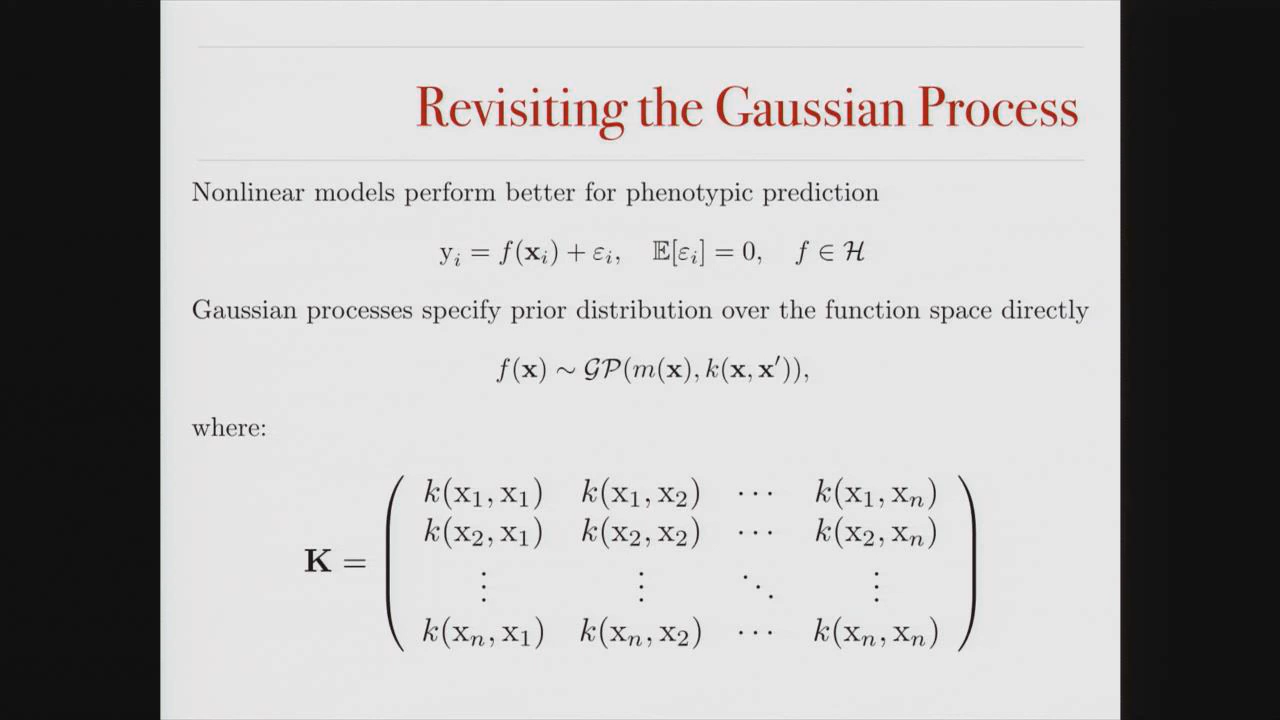 Revisiting the Gaussian Process
Nonlinear models perform better for phenotypic prediction
yᵢ = f(𝐱ᵢ) + εᵢ, 𝔼[εᵢ] = 0, f ∈ ℋ
Gaussian processes specify prior distribution over the function space directly
f(𝐱) ∼ 𝒢𝒫(m(𝐱), k(𝐱, 𝐱′)),
where:
k(x₁, x₁) k(x₁, x₂) ⋯ k(x₁, xₙ)
k(x₂, x₁) k(x₂, x₂) ⋯ k(x₂, xₙ)
𝐊 = ⋮ ⋮ ⋱ ⋮
k(xₙ, x₁) k(xₙ, x₂) ⋯ k(xₙ, xₙ)